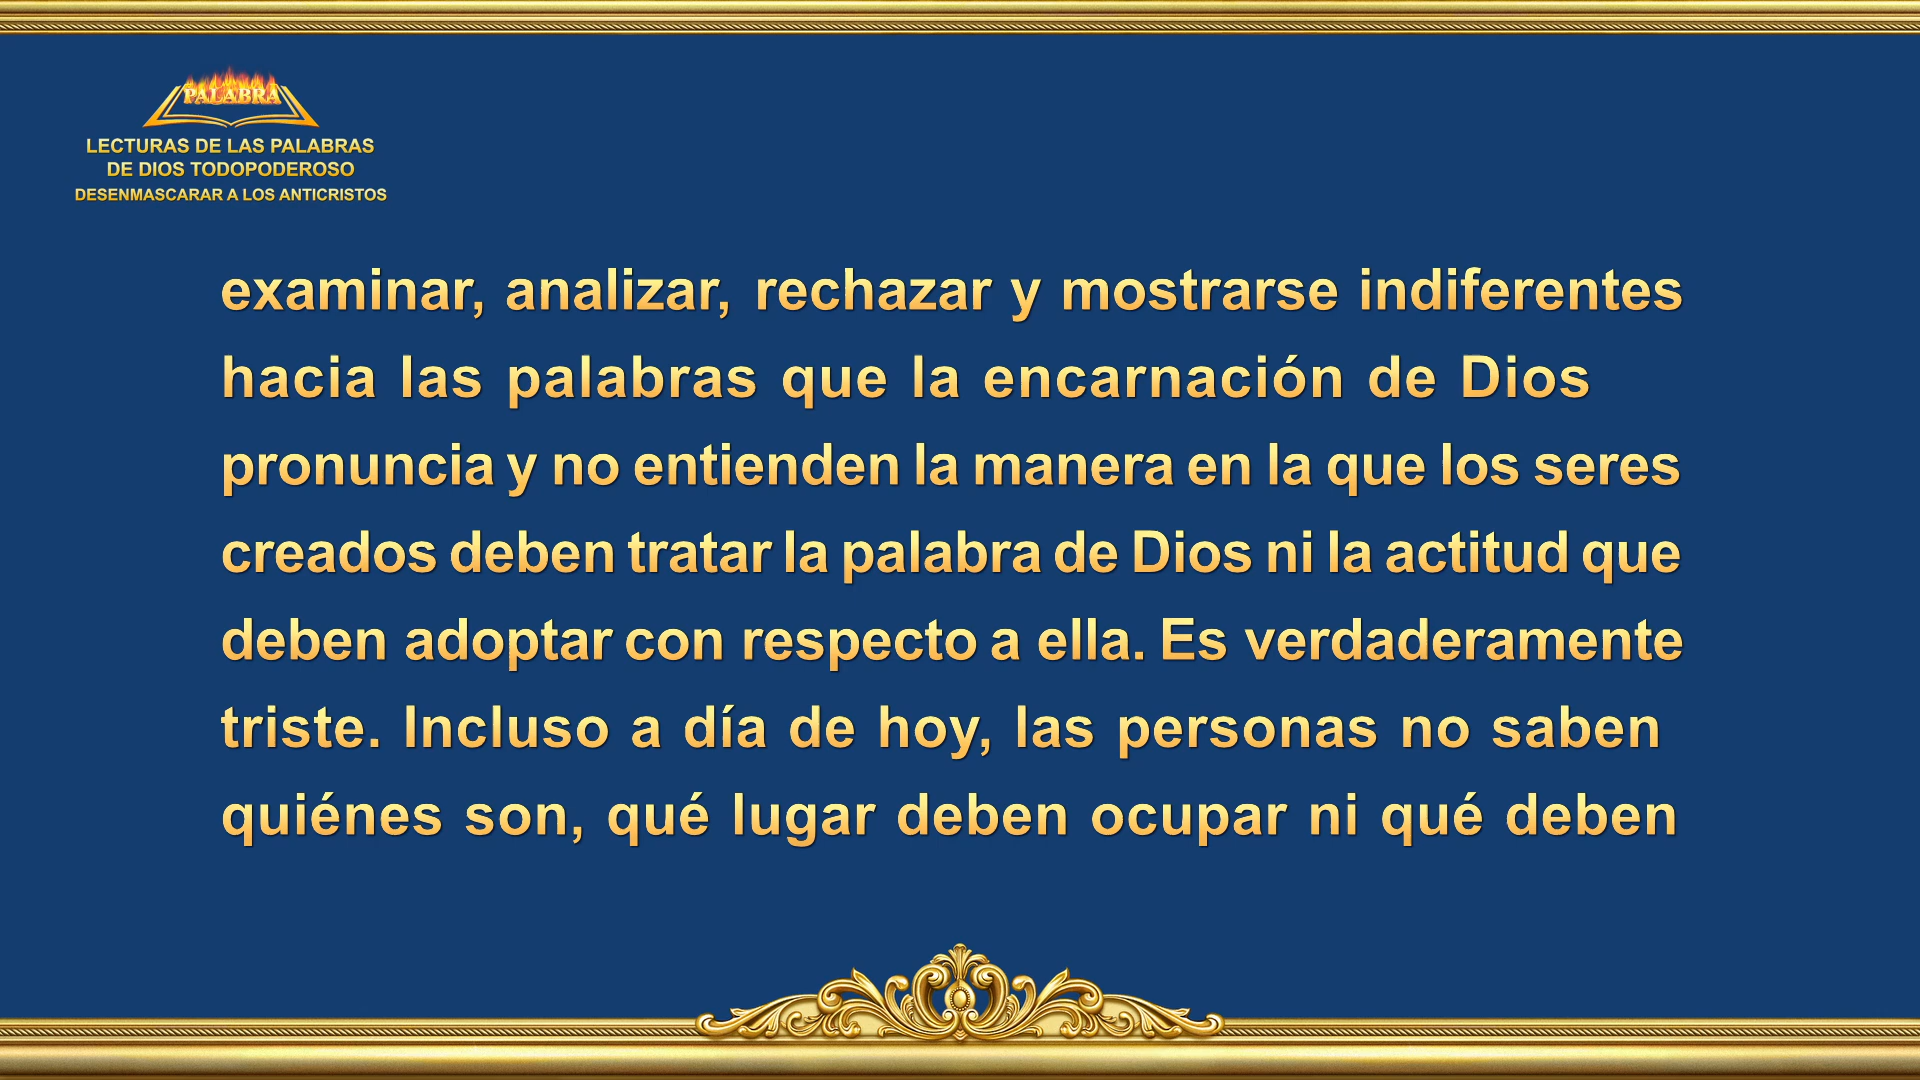 PALABRA
LECTURAS DE LAS PALABRAS
DE DIOS TODOPODEROSO
DESENMASCARAR A LOS ANTICRISTOS
examinar, analizar, rechazar y mostrarse indiferentes
hacia las palabras que la encarnación de Dios
pronuncia y no entienden la manera en la que los seres
creados deben tratar la palabra de Dios ni la actitud que
deben adoptar con respecto a ella. Es verdaderamente
triste. Incluso a día de hoy, las personas no saben
quiénes son, qué lugar deben ocupar ni qué deben